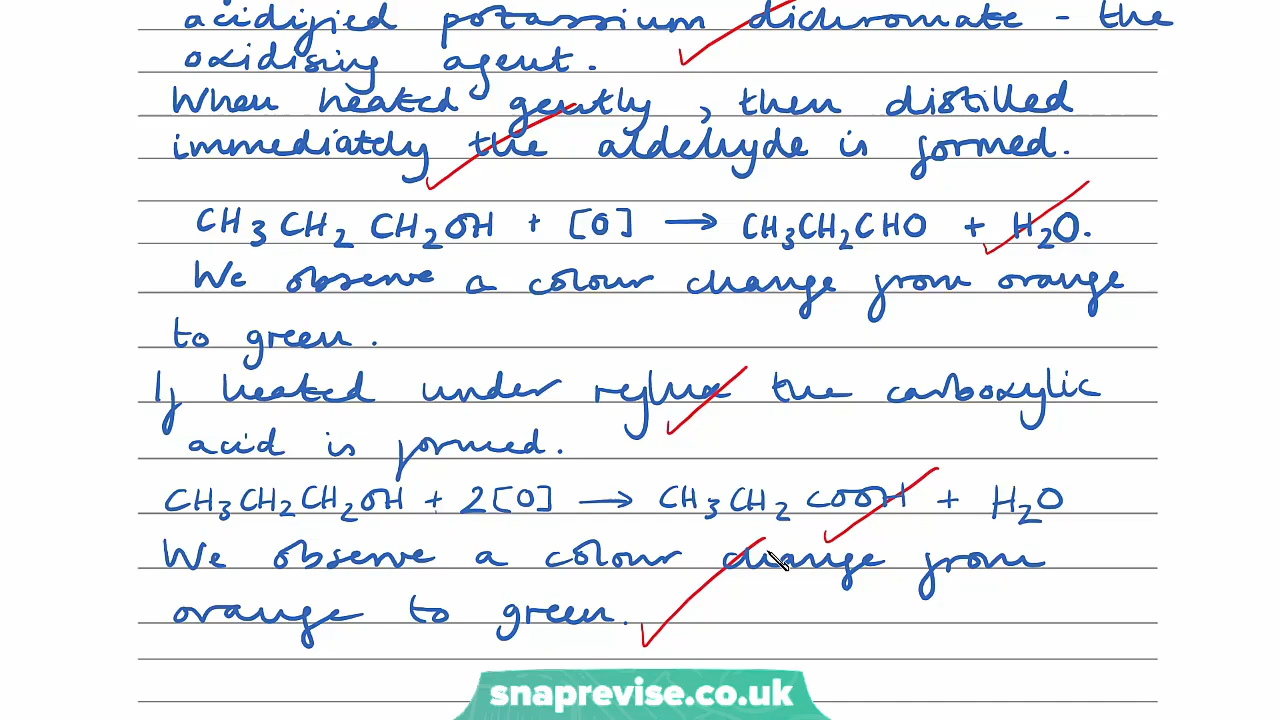 acidified potassium dichromate - the
oxidising agent.
When heated gently, then distilled
immediately the aldehyde is formed.
CH₃CH₂CH₂OH + [O] → CH₃CH₂CHO + H₂O.
We observe a colour change from orange
to green.
If heated under reflux the carboxylic
acid is formed.
CH₃CH₂CH₂OH + 2[O] → CH₃CH₂COOH + H₂O
We observe a colour change from
orange to green.
snaprevise.co.uk